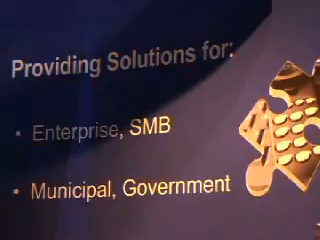 Providing Solutions for:
• Enterprise, SMB
• Municipal, Government